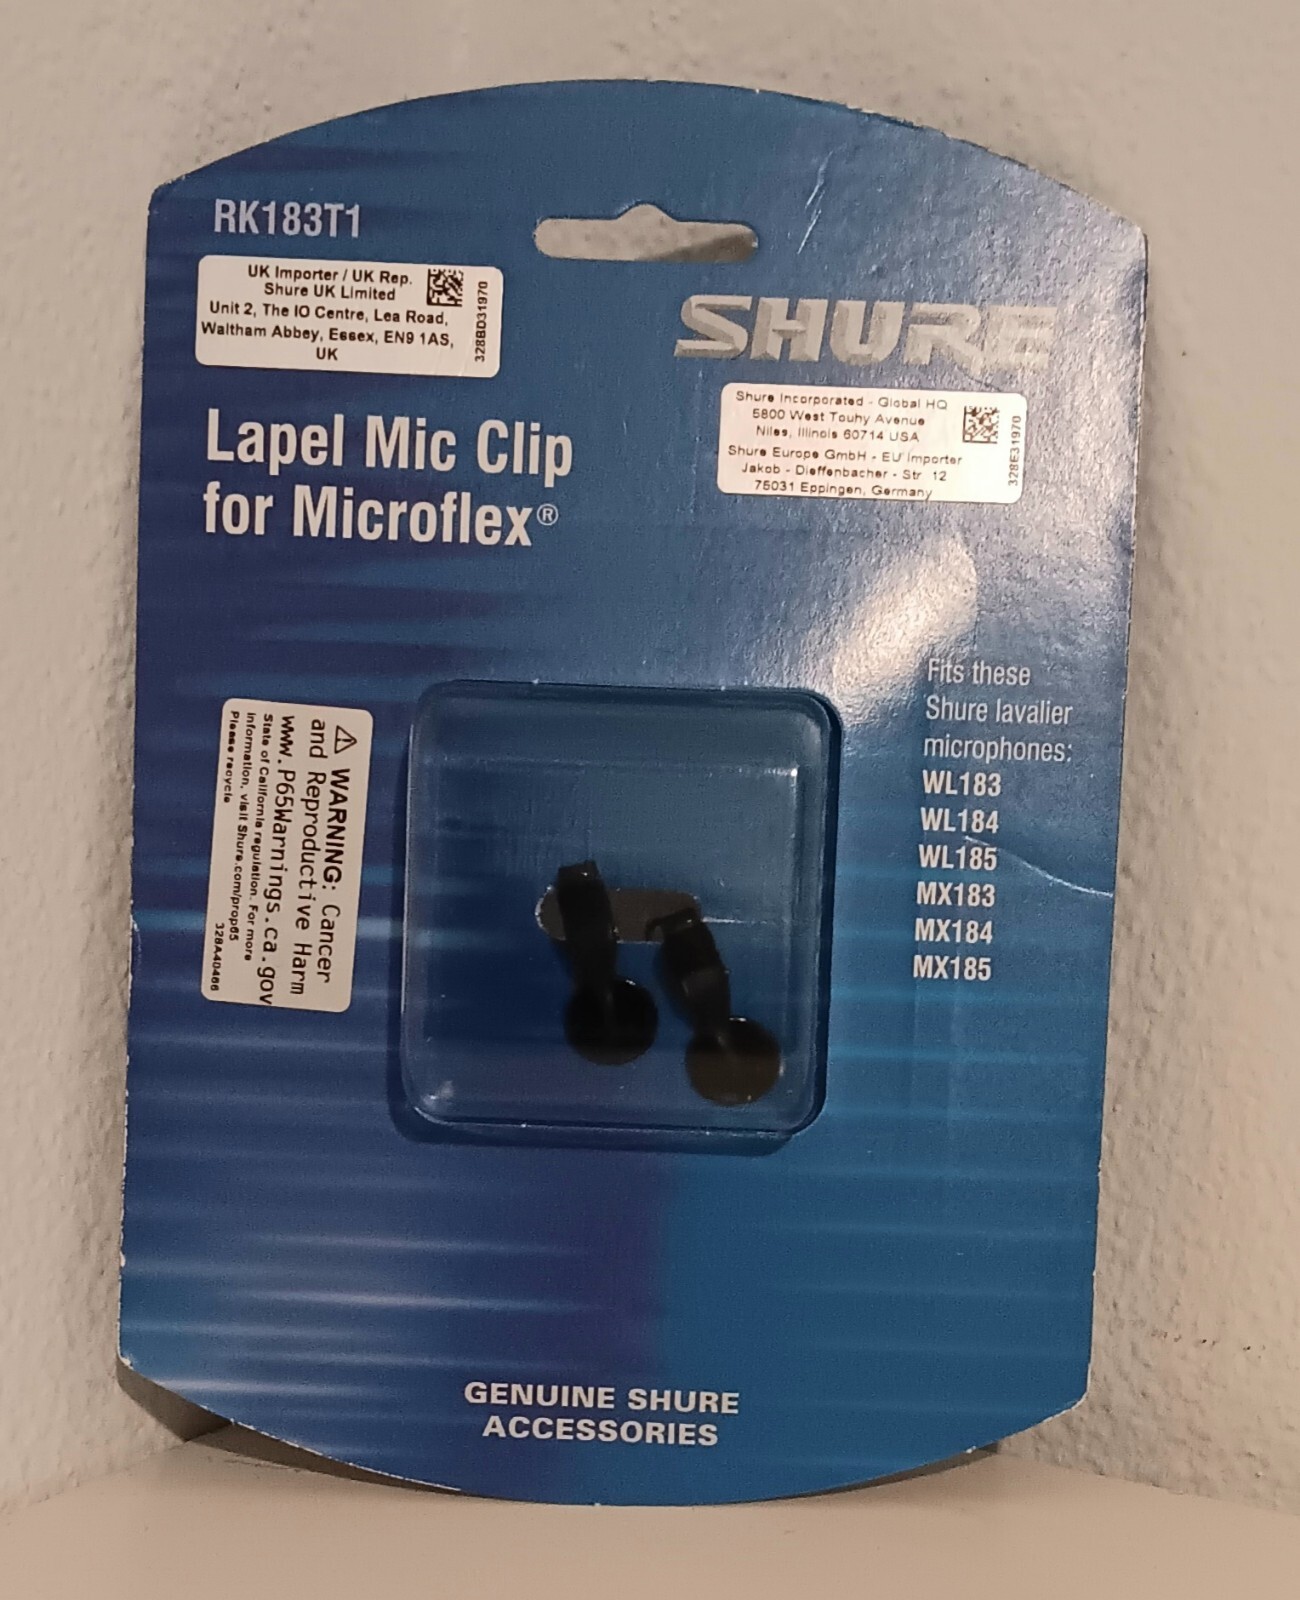 RK183T1
UK Importer / UK Rep.
Shure UK Limited
Unit 2, The IO Centre, Lea Road,
Waltham Abbey, Essex, EN9 1AS,
UK
328BD31970
SHURE
Shure Incorporated - Global HQ
5800 West Touhy Avenue
Niles, Illinois 60714 USA
Shure Europe GmbH - EU Importer
Jakob - Dieffenbacher - Str 12
75031 Eppingen, Germany
328E31970
Lapel Mic Clip
for Microflex®
Fits these
Shure lavalier
microphones:
WL183
WL184
WL185
MX183
MX184
MX185
⚠ WARNING: Cancer
and Reproductive Harm
www.P65Warnings.ca.gov
State of California regulation. For more
information, visit Shure.com/prop65
Please recycle
328A40466
GENUINE SHURE
ACCESSORIES